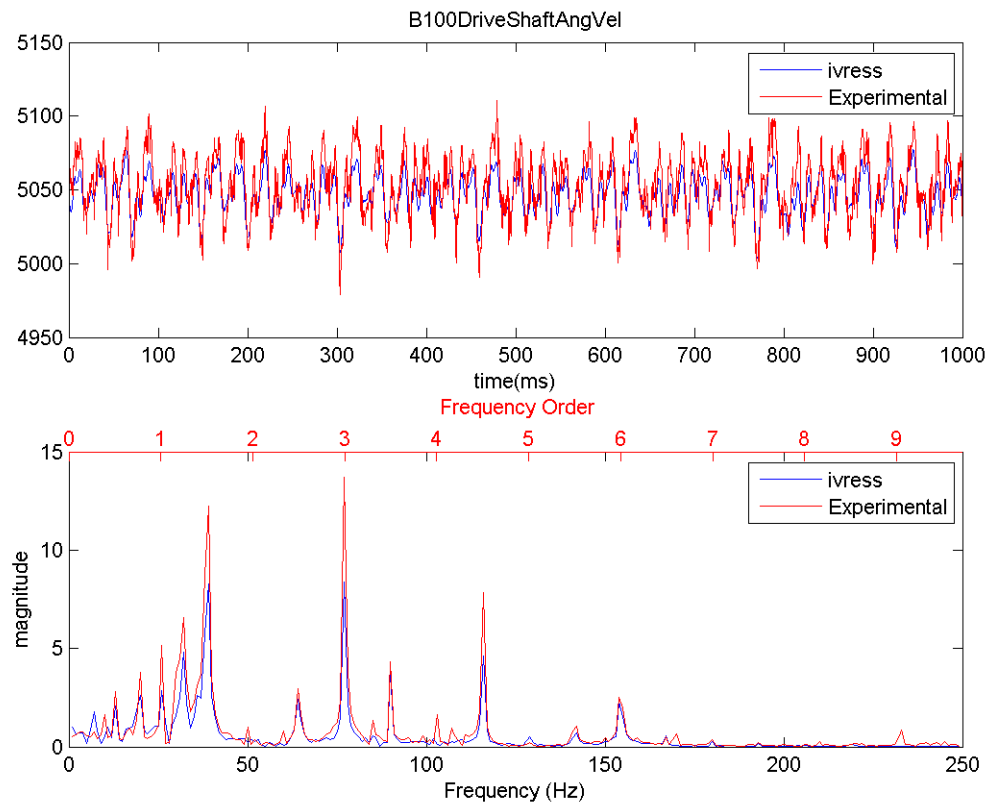 B100DriveShaftAngVel
5150
5100
5050
5000
4950
ivress
Experimental
0 100 200 300 400 500 600 700 800 900 1000
time(ms)
Frequency Order
0 1 2 3 4 5 6 7 8 9
15
10
5
0
magnitude
ivress
Experimental
0 50 100 150 200 250
Frequency (Hz)